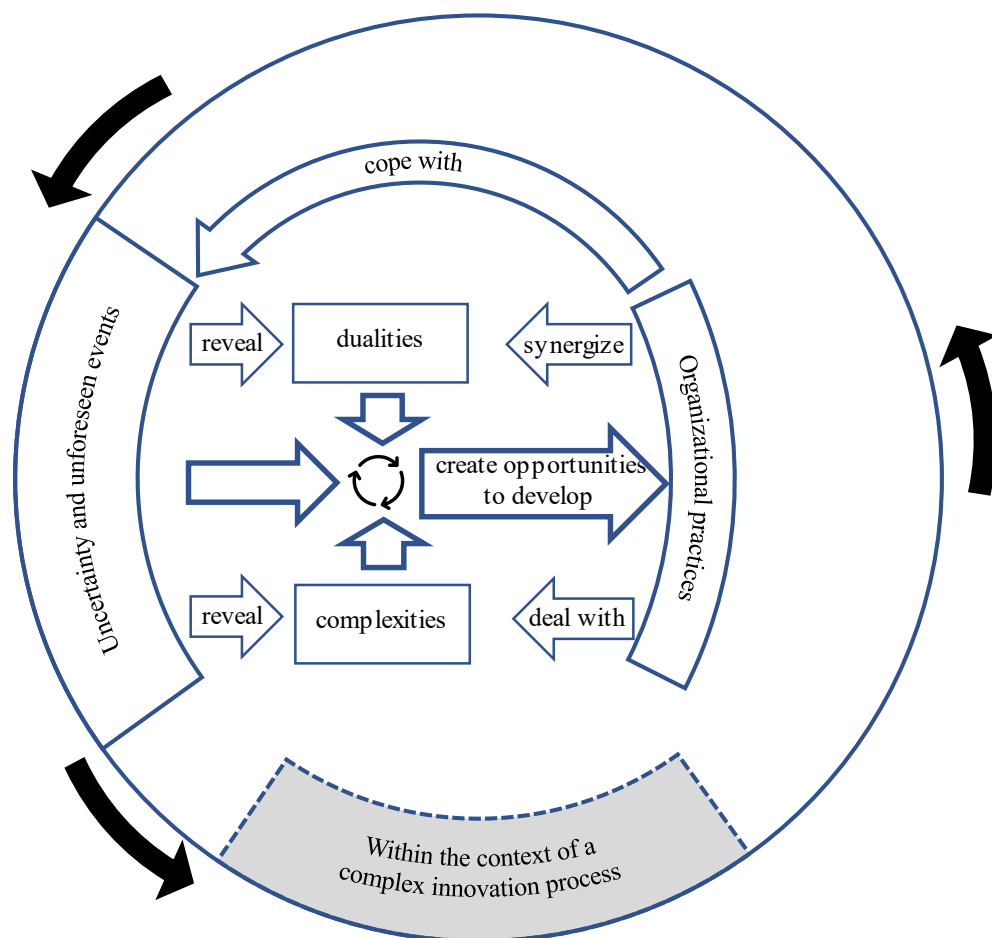 cope with
Uncertainty and unforeseen events
reveal
dualities
synergize
Organizational practices
create opportunities
to develop
reveal
complexities
deal with
Within the context of a
complex innovation process